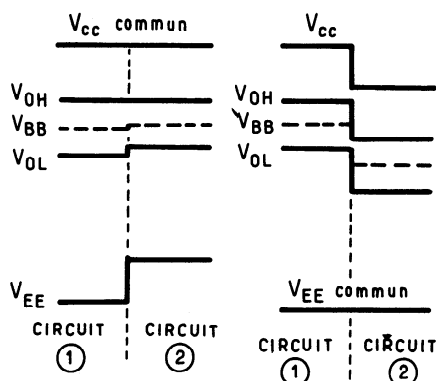 Vcc commun
VOH
VBB
VOL
VEE
CIRCUIT CIRCUIT
1 2
Vcc
VOH
VBB
VOL
VEE commun
CIRCUIT CIRCUIT
1 2